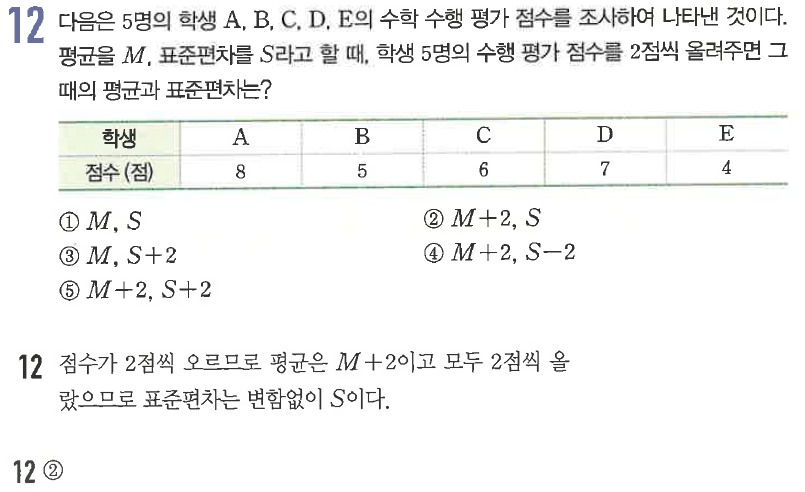 12 다음은 5명의 학생 A, B, C, D, E의 수학 수행 평가 점수를 조사하여 나타낸 것이다.
평균을 M, 표준편차를 S라고 할 때, 학생 5명의 수행 평가 점수를 2점씩 올려주면 그
때의 평균과 표준편차는?
학생 A B C D E
점수 (점) 8 5 6 7 4
① M, S ② M+2, S
③ M, S+2 ④ M+2, S-2
⑤ M+2, S+2
12 점수가 2점씩 오르므로 평균은 M+2이고 모두 2점씩 올
랐으므로 표준편차는 변함없이 S이다.
12 ②